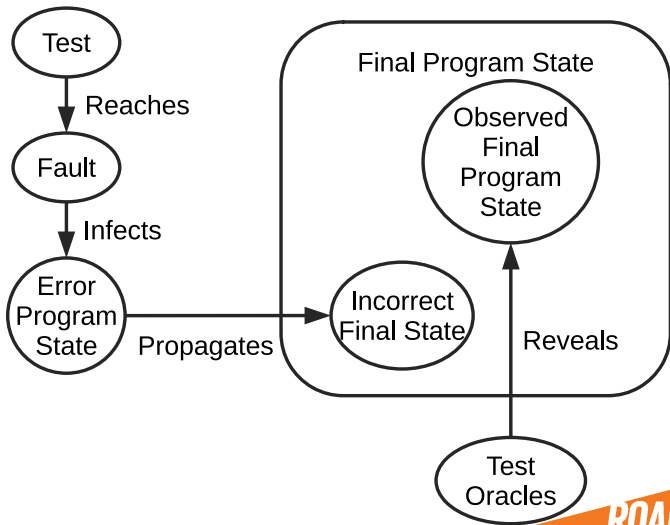 Test
Reaches
Fault
Infects
Error
Program
State
Propagates
Final Program State
Observed
Final
Program
State
Incorrect
Final State
Reveals
Test
Oracles